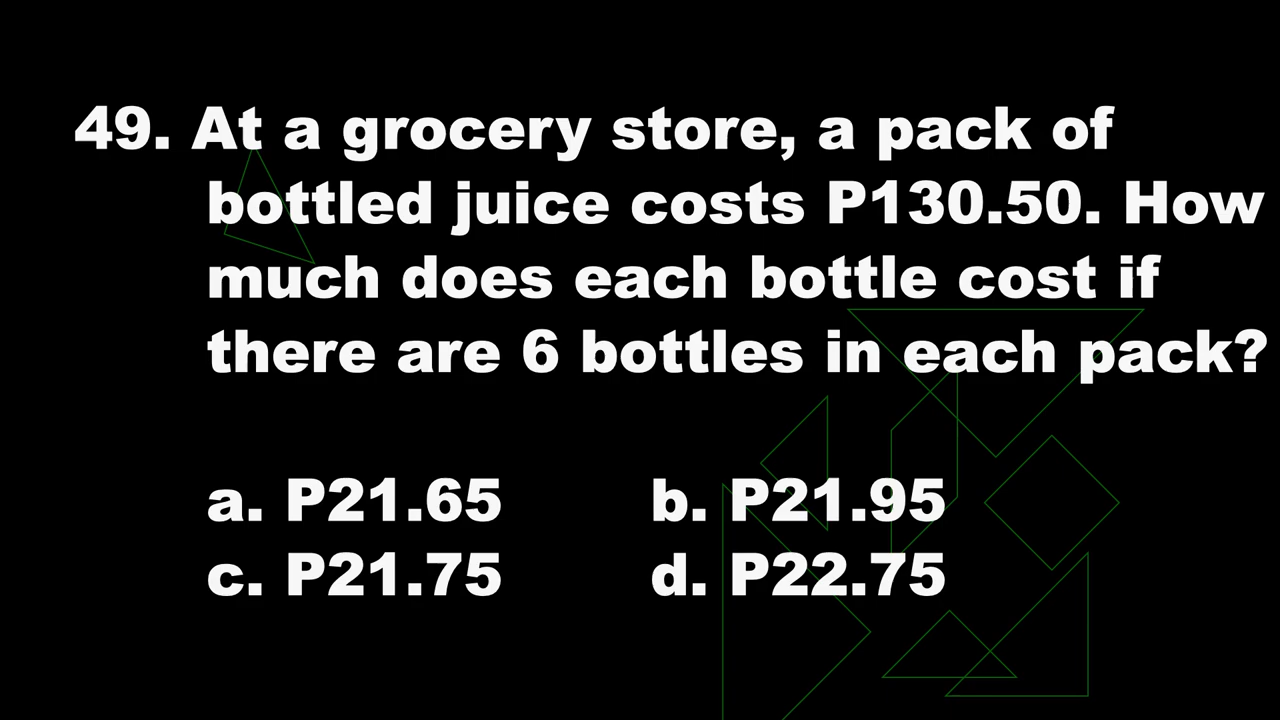 49. At a grocery store, a pack of
bottled juice costs P130.50. How
much does each bottle cost if
there are 6 bottles in each pack?
a. P21.65 b. P21.95
c. P21.75 d. P22.75